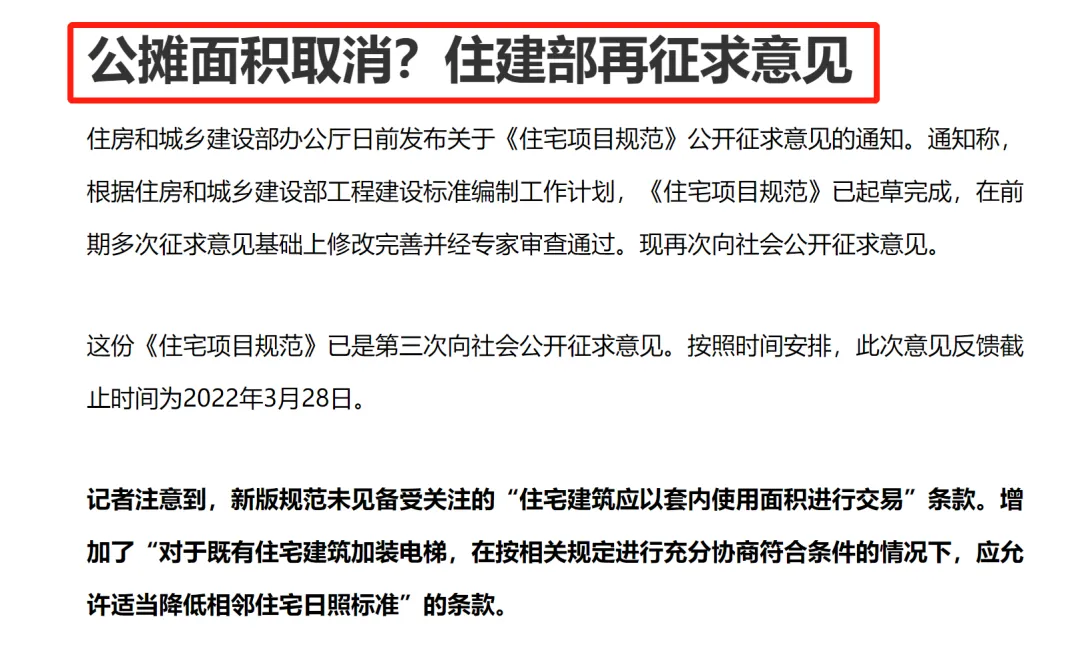 公摊面积取消？住建部再征求意见
住房和城乡建设部办公厅日前发布关于《住宅项目规范》公开征求意见的通知。通知称，
根据住房和城乡建设部工程建设标准编制工作计划，《住宅项目规范》已起草完成，在前
期多次征求意见基础上修改完善并经专家审查通过。现再次向社会公开征求意见。
这份《住宅项目规范》已是第三次向社会公开征求意见。按照时间安排，此次意见反馈截
止时间为2022年3月28日。
记者注意到，新版规范未见备受关注的“住宅建筑应以套内使用面积进行交易”条款。增
加了“对于既有住宅建筑加装电梯，在按相关规定进行充分协商符合条件的情况下，应允
许适当降低相邻住宅日照标准”的条款。